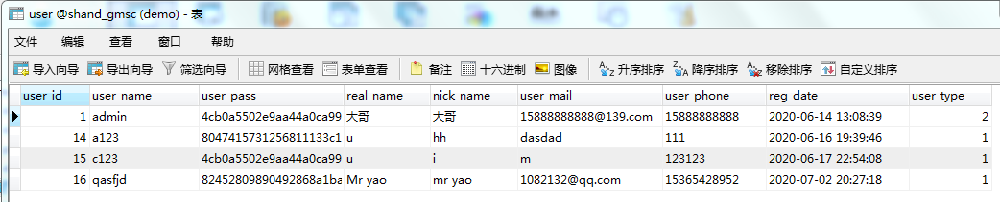 user @shand_gmsc (demo) - 表
文件 编辑 查看 窗口 帮助
导入向导 导出向导 筛选向导 网格查看 表单查看 备注 十六进制 图像 升序排序 降序排序 移除排序 自定义排序
user_id user_name user_pass real_name nick_name user_mail user_phone reg_date user_type
1 admin 4cb0a5502e9aa44a0ca99 大哥 大哥 15888888888@139.com 15888888888 2020-06-14 13:08:39 2
14 a123 8047415731256811133c1 u hh dasdad 111 2020-06-16 19:39:46 1
15 c123 4cb0a5502e9aa44a0ca99 u i m 123123 2020-06-17 22:54:08 1
16 qasfjd 82452809890492868a1ba Mr yao mr yao 1082132@qq.com 15365428952 2020-07-02 20:27:18 1